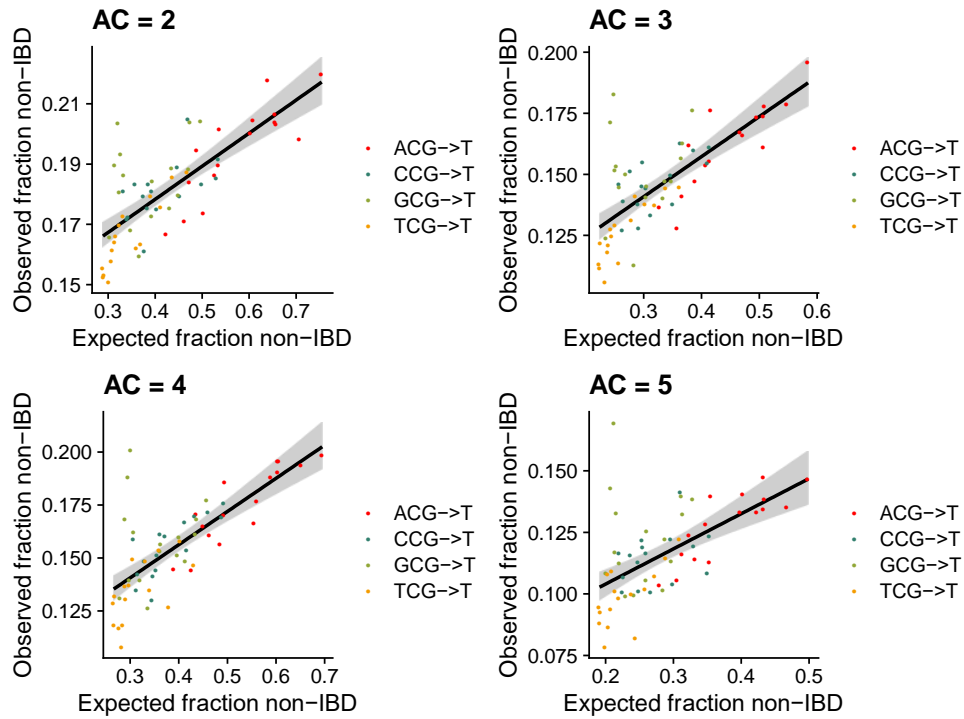 AC = 2
Observed fraction non−IBD
0.21
0.19
0.17
0.15
0.3 0.4 0.5 0.6 0.7
Expected fraction non−IBD
ACG−>T
CCG−>T
GCG−>T
TCG−>T
AC = 3
Observed fraction non−IBD
0.200
0.175
0.150
0.125
0.3 0.4 0.5 0.6
Expected fraction non−IBD
ACG−>T
CCG−>T
GCG−>T
TCG−>T
AC = 4
Observed fraction non−IBD
0.200
0.175
0.150
0.125
0.3 0.4 0.5 0.6 0.7
Expected fraction non−IBD
ACG−>T
CCG−>T
GCG−>T
TCG−>T
AC = 5
Observed fraction non−IBD
0.150
0.125
0.100
0.075
0.2 0.3 0.4 0.5
Expected fraction non−IBD
ACG−>T
CCG−>T
GCG−>T
TCG−>T